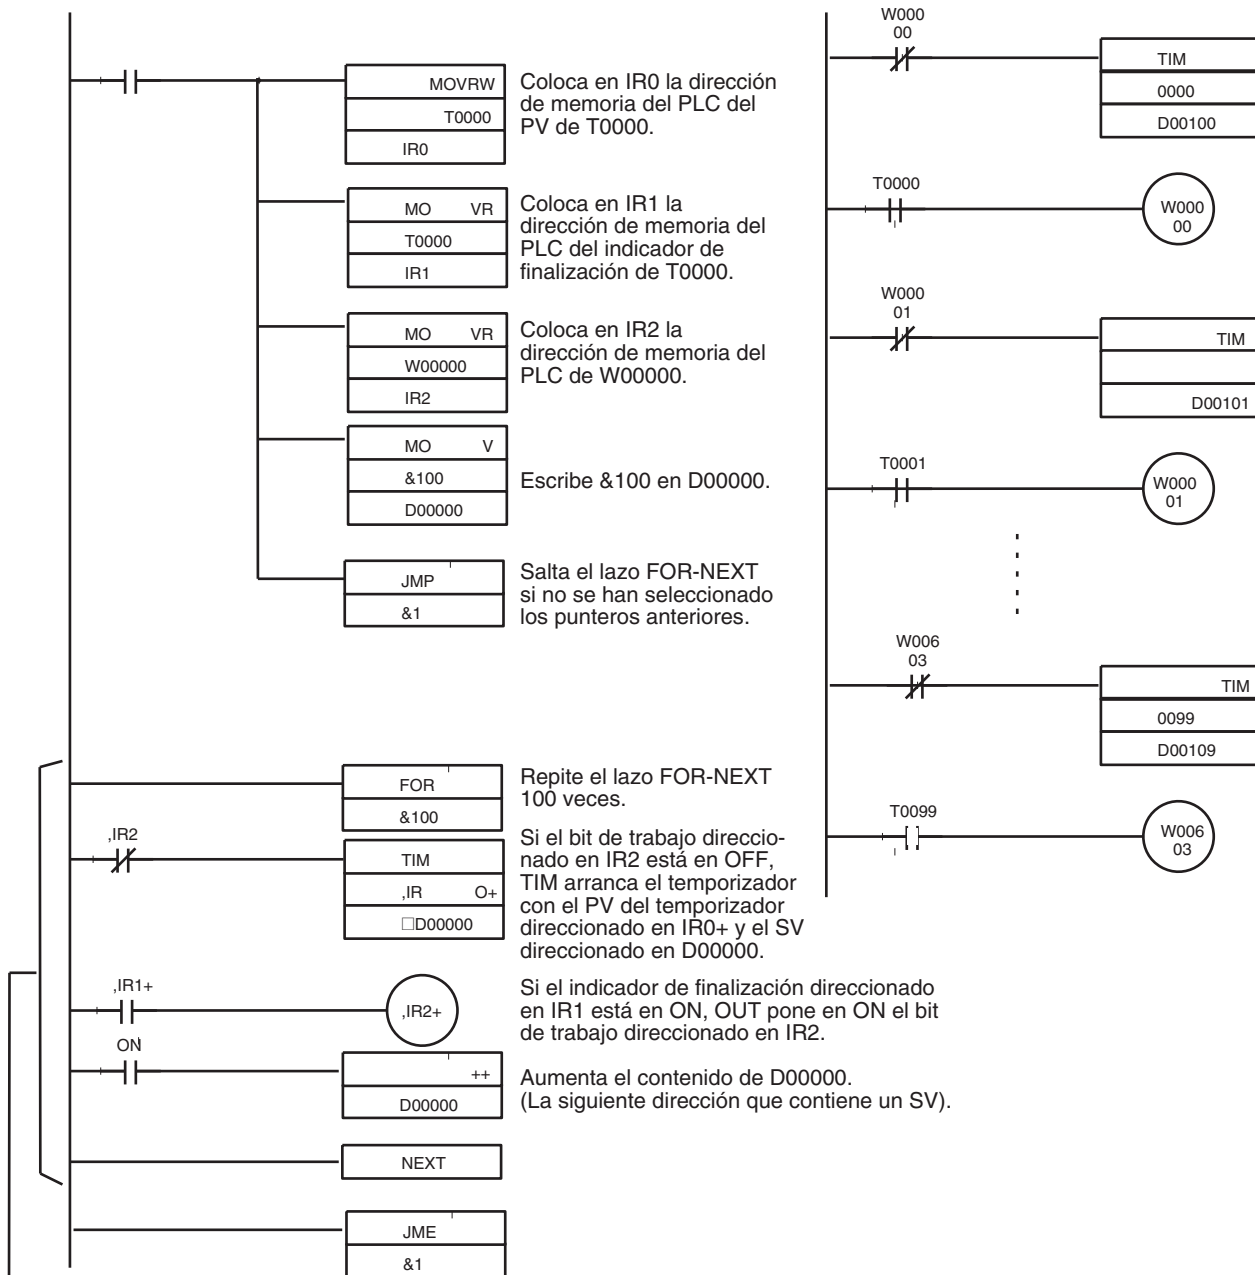 MOVRW
T0000
IR0
Coloca en IR0 la dirección
de memoria del PLC del
PV de T0000.
MO VR
T0000
IR1
Coloca en IR1 la
dirección de memoria del
PLC del indicador de
finalización de T0000.
MO VR
W00000
IR2
Coloca en IR2 la
dirección de memoria del
PLC de W00000.
MO V
&100
D00000
Escribe &100 en D00000.
JMP
&1
Salta el lazo FOR-NEXT
si no se han seleccionado
los punteros anteriores.
FOR
&100
Repite el lazo FOR-NEXT
100 veces.
,IR2
TIM
,IR O+
□D00000
Si el bit de trabajo direccio-
nado en IR2 está en OFF,
TIM arranca el temporizador
con el PV del temporizador
direccionado en IR0+ y el SV
direccionado en D00000.
,IR1+
,IR2+
Si el indicador de finalización direccionado
en IR1 está en ON, OUT pone en ON el bit
de trabajo direccionado en IR2.
ON
++
D00000
Aumenta el contenido de D00000.
(La siguiente dirección que contiene un SV).
NEXT
JME
&1
W000
00
TIM
0000
D00100
T0000
W000
00
W000
01
TIM
D00101
T0001
W000
01
W006
03
TIM
0099
D00109
T0099
W006
03